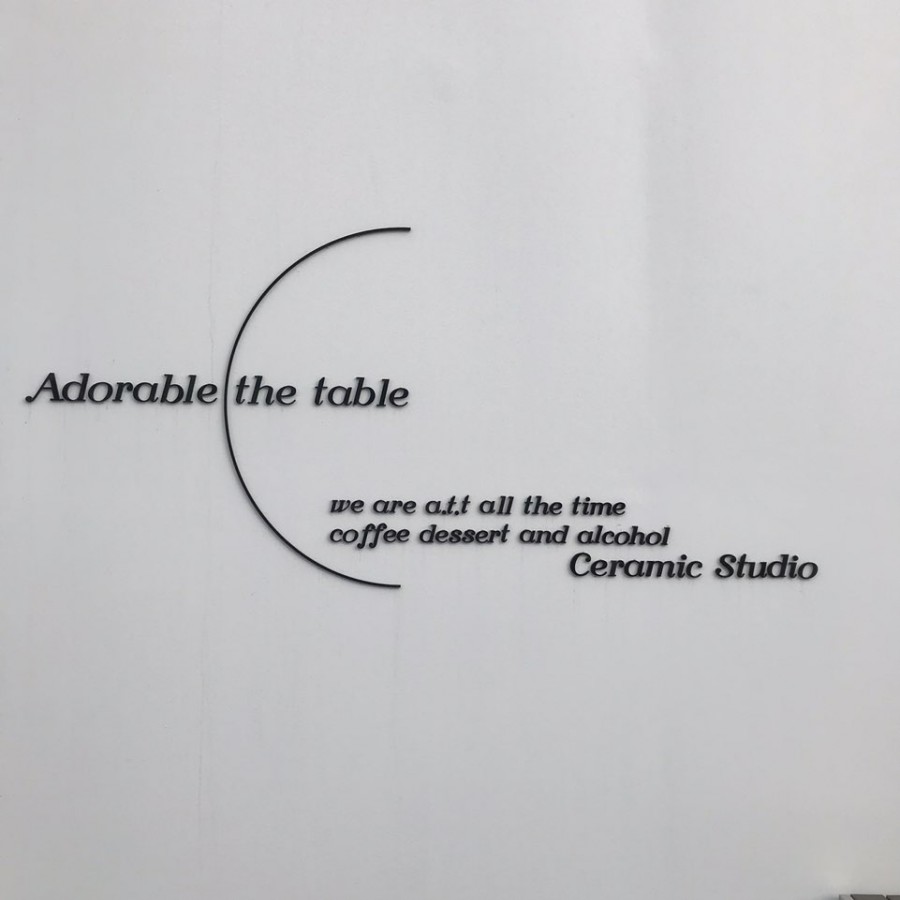 Adorable the table
we are a.t.t all the time
coffee dessert and alcohol
Ceramic Studio